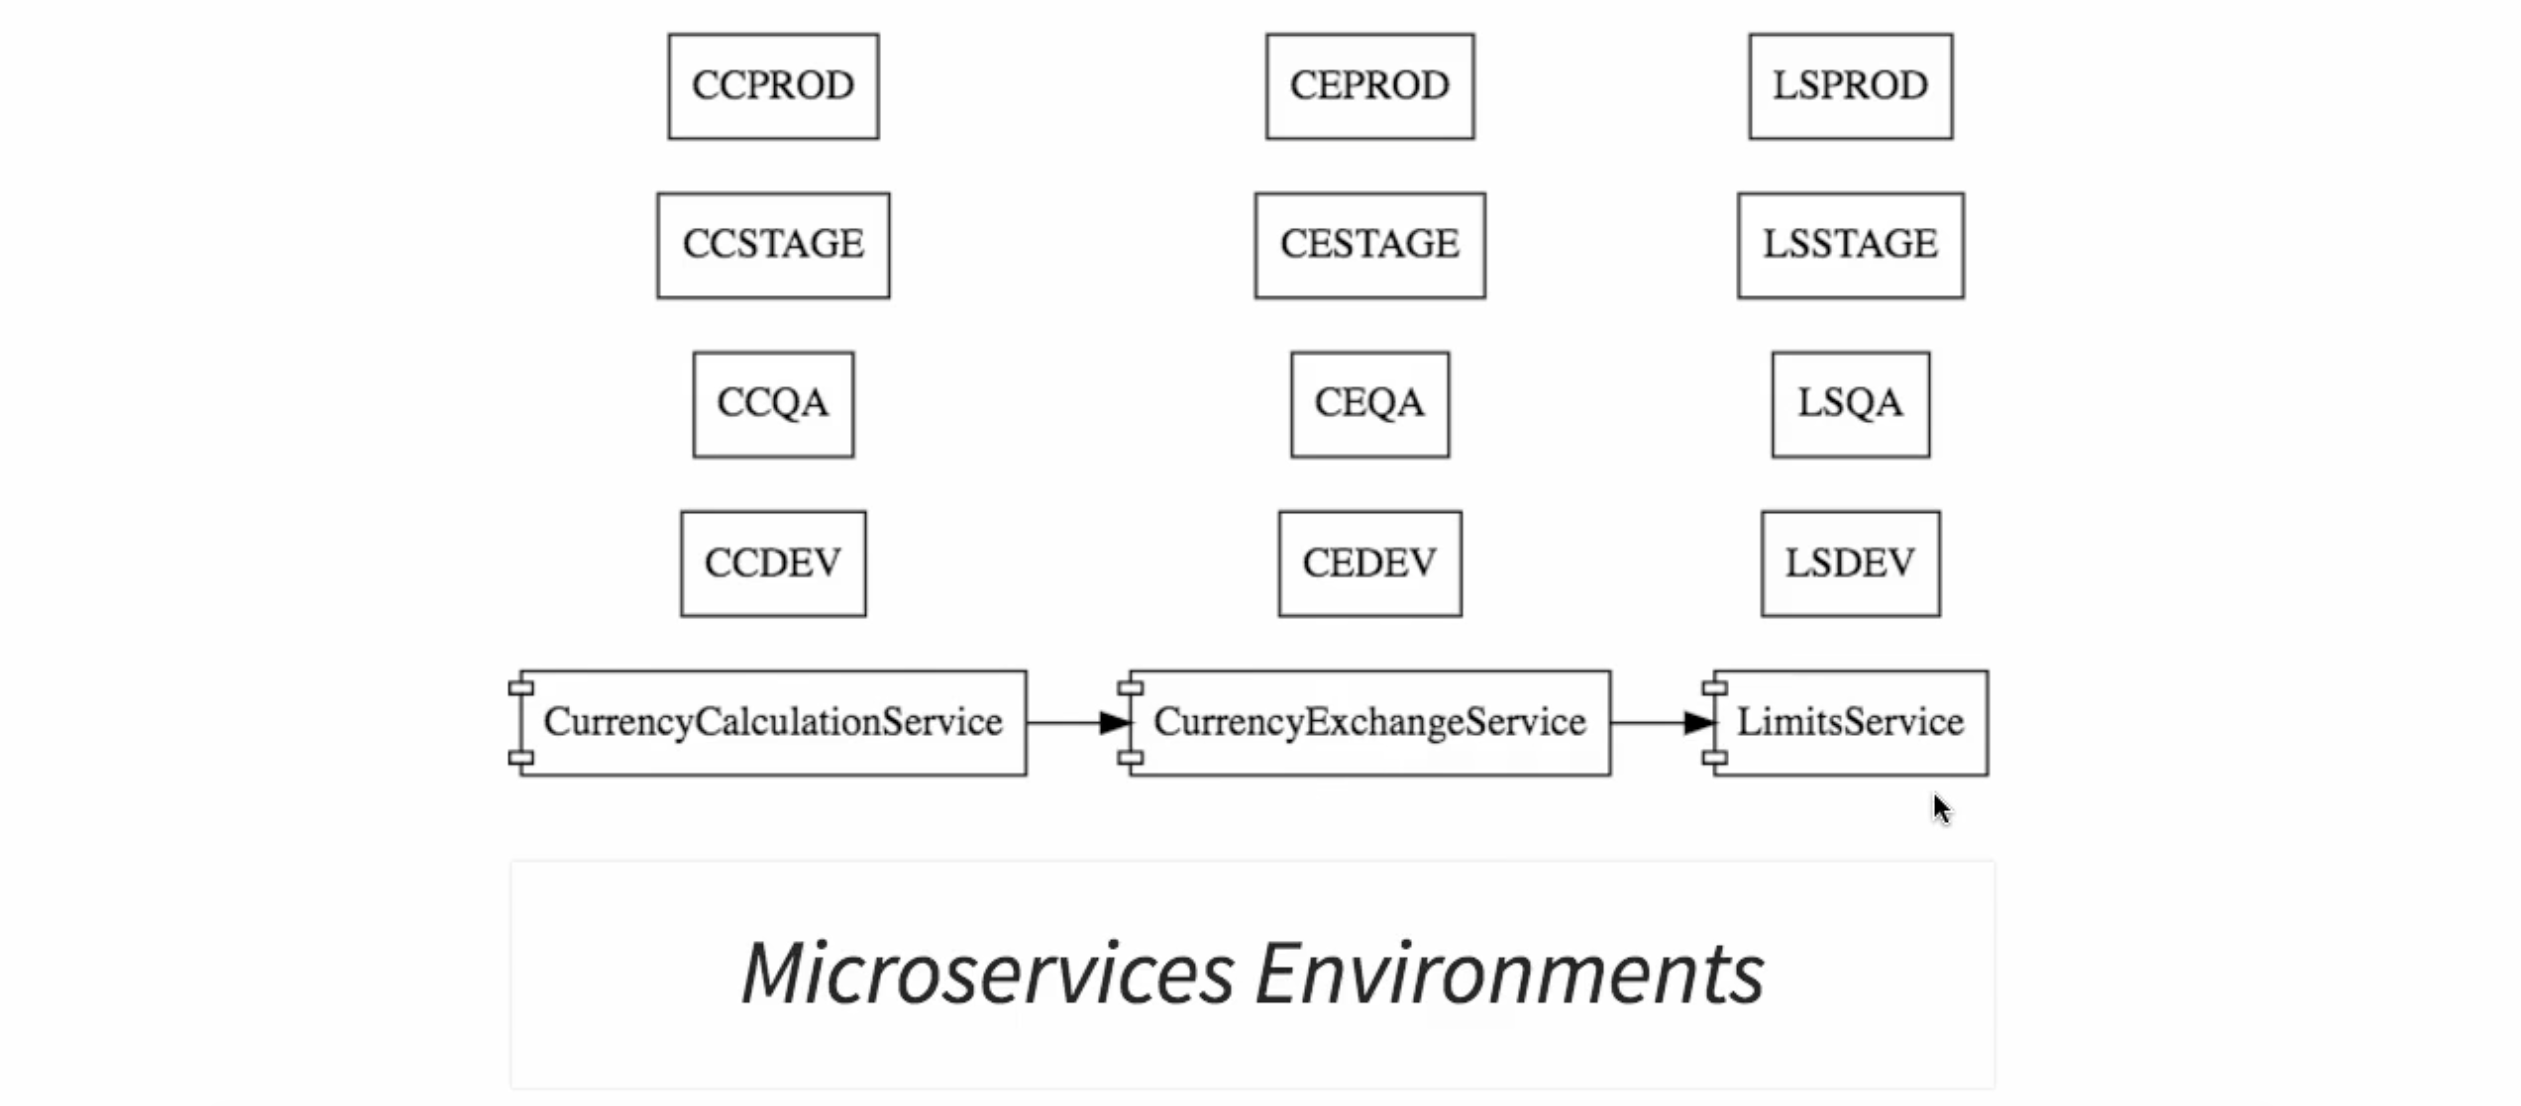 CCPROD CEPROD LSPROD
CCSTAGE CESTAGE LSSTAGE
CCQA CEQA LSQA
CCDEV CEDEV LSDEV
CurrencyCalculationService CurrencyExchangeService LimitsService
Microservices Environments